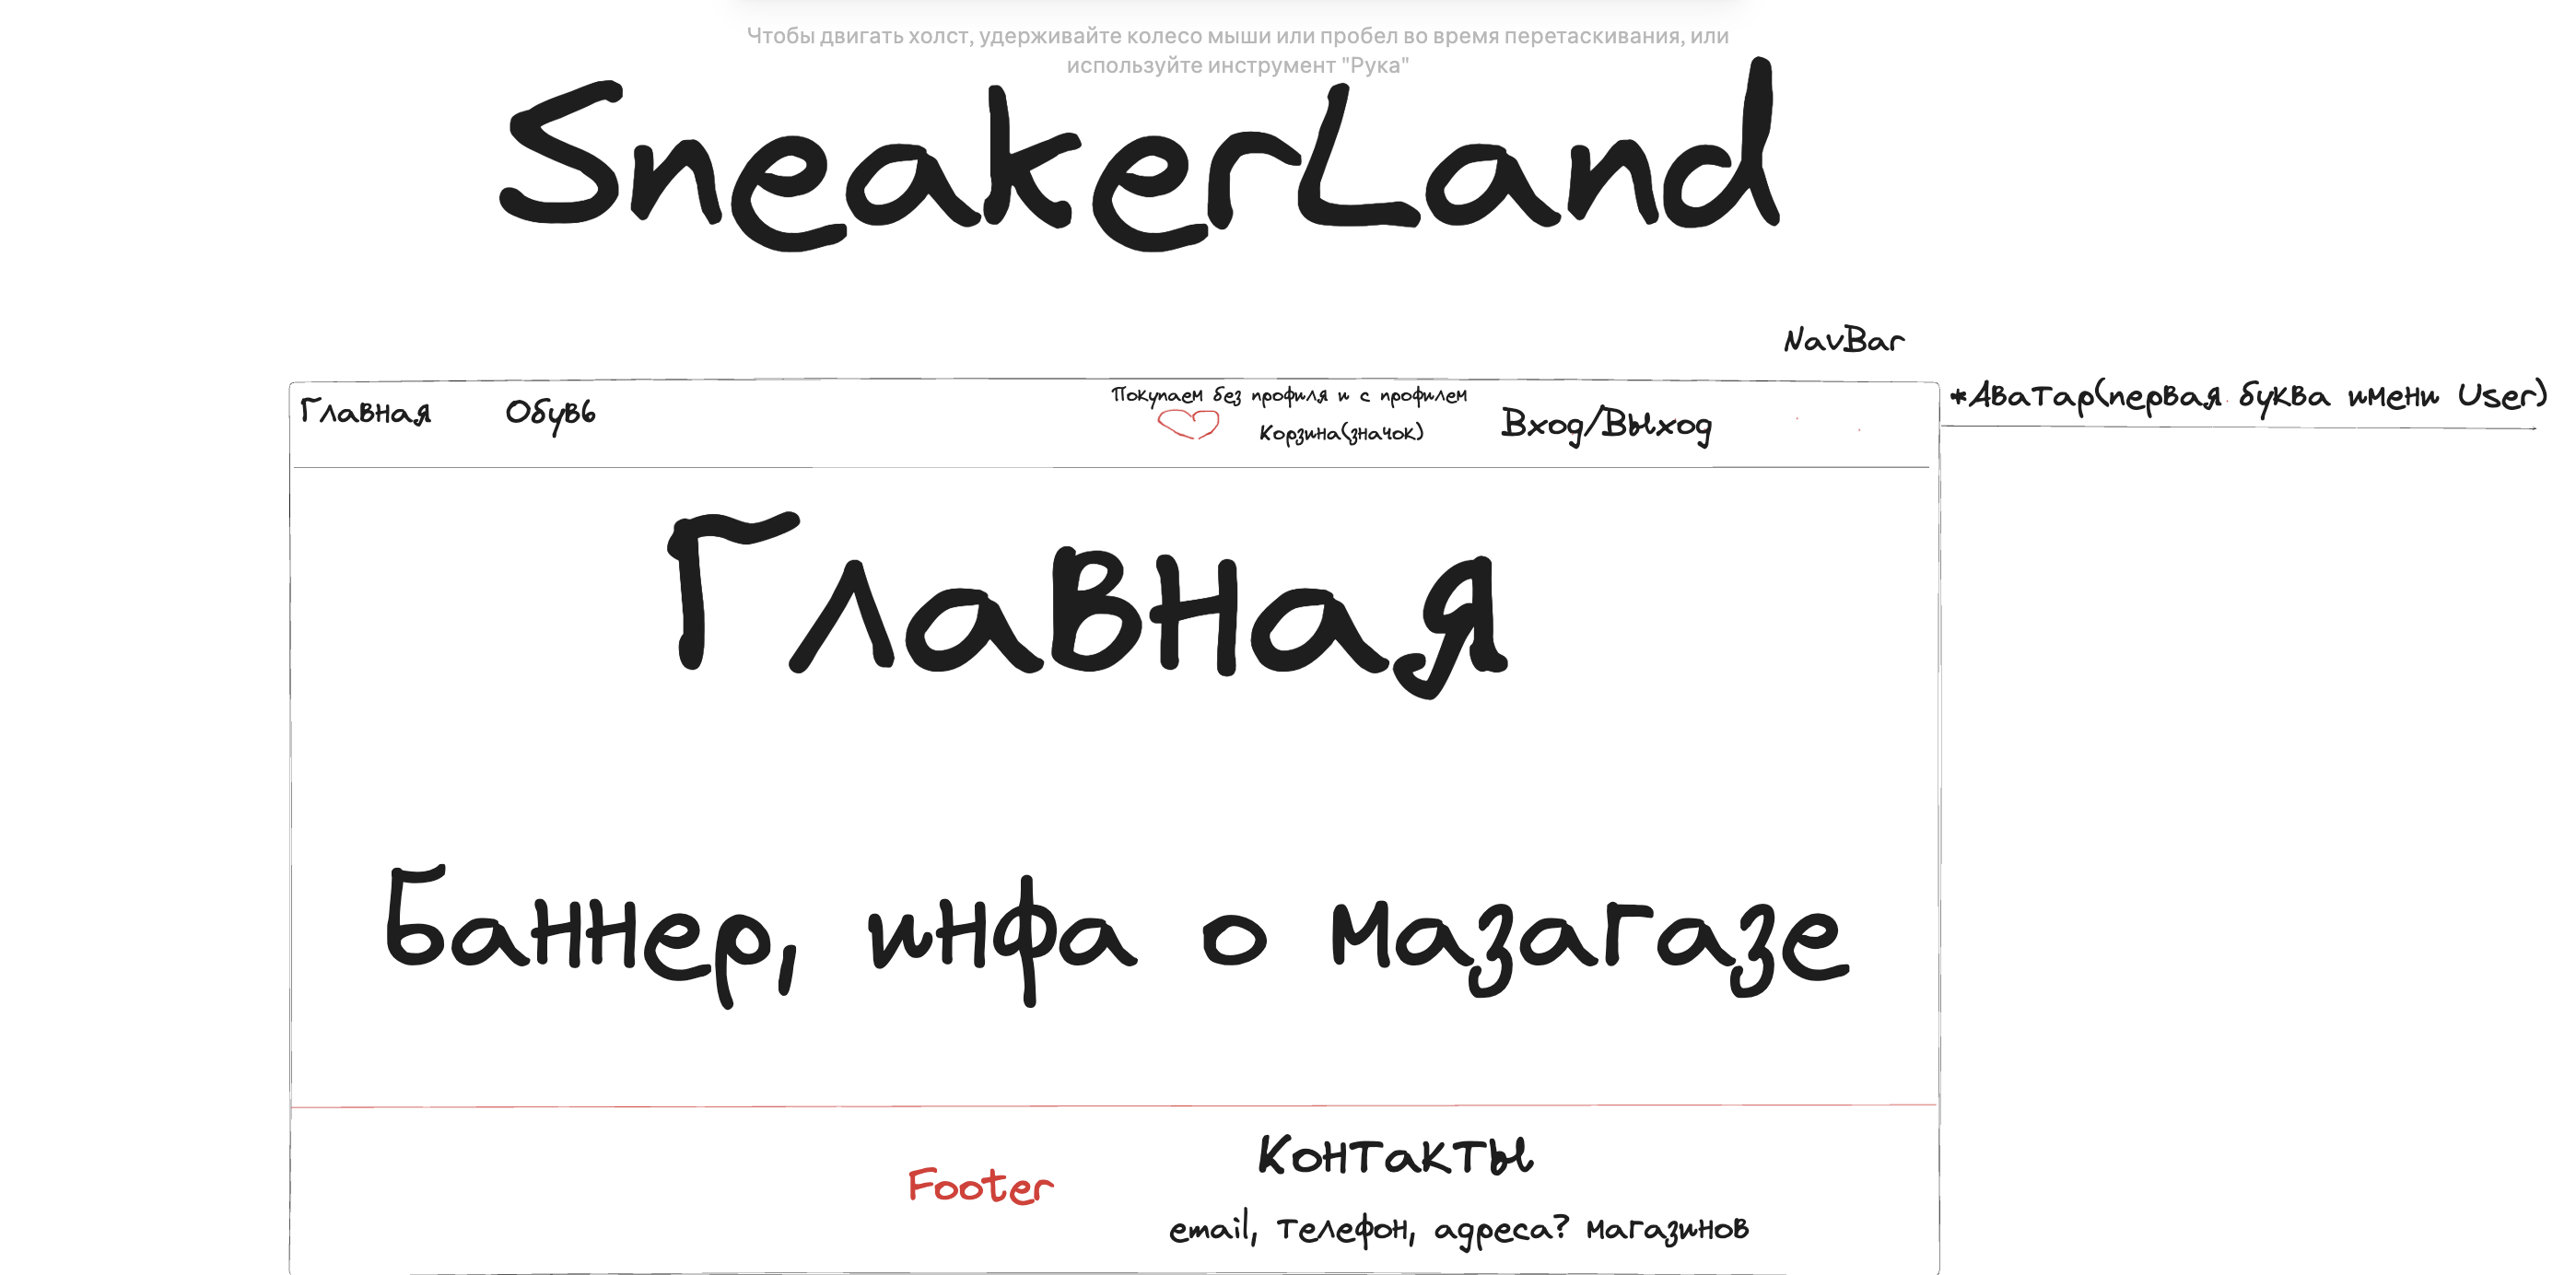 Чтобы двигать холст, удерживайте колесо мыши или пробел во время перетаскивания, или
используйте инструмент "Рука"
SneakerLand
NavBar
Главная
Обувь
Покупаем без профиля и с профилем
Корзина(значок)
Вход/Выход
*Аватар(первая буква имени User)
Главная
Баннер, инфа о мазагазе
Footer
Контакты
email, телефон, адреса? магазинов